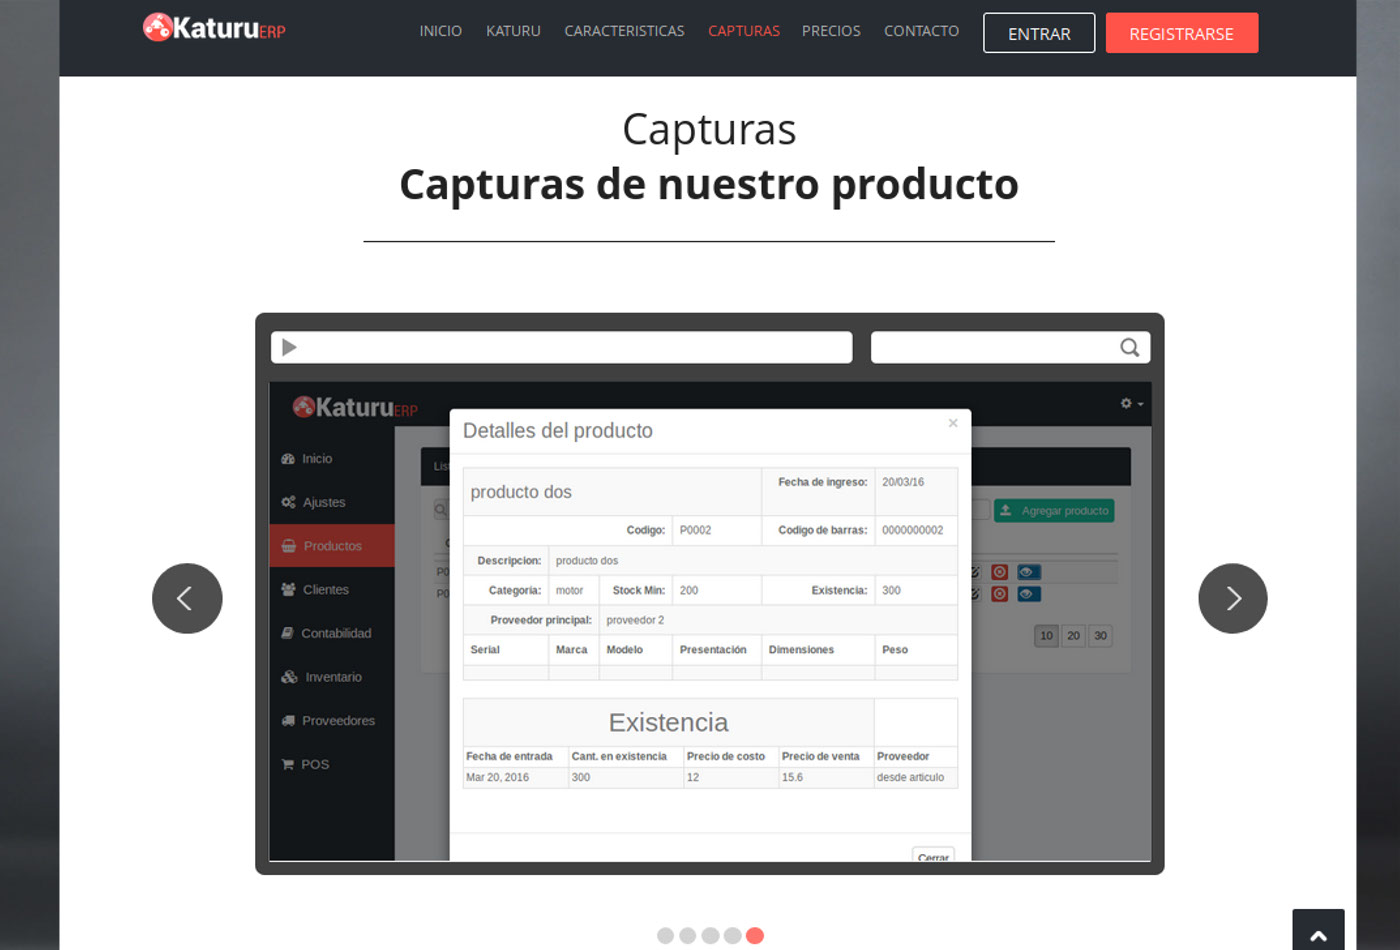 KaturuERP INICIO KATURU CARACTERISTICAS CAPTURAS PRECIOS CONTACTO ENTRAR REGISTRARSE
Capturas
Capturas de nuestro producto
KaturuERP
Inicio
Ajustes
Productos
Clientes
Contabilidad
Inventario
Proveedores
POS
Agregar producto
10 20 30
Detalles del producto ×
producto dos Fecha de ingreso: 20/03/16
Codigo: P0002 Codigo de barras: 0000000002
Descripcion: producto dos
Categoria: motor Stock Min: 200 Existencia: 300
Proveedor principal: proveedor 2
Serial Marca Modelo Presentación Dimensiones Peso
Existencia
Fecha de entrada Cant. en existencia Precio de costo Precio de venta Proveedor
Mar 20, 2016 300 12 15.6 desde articulo
Cerrar